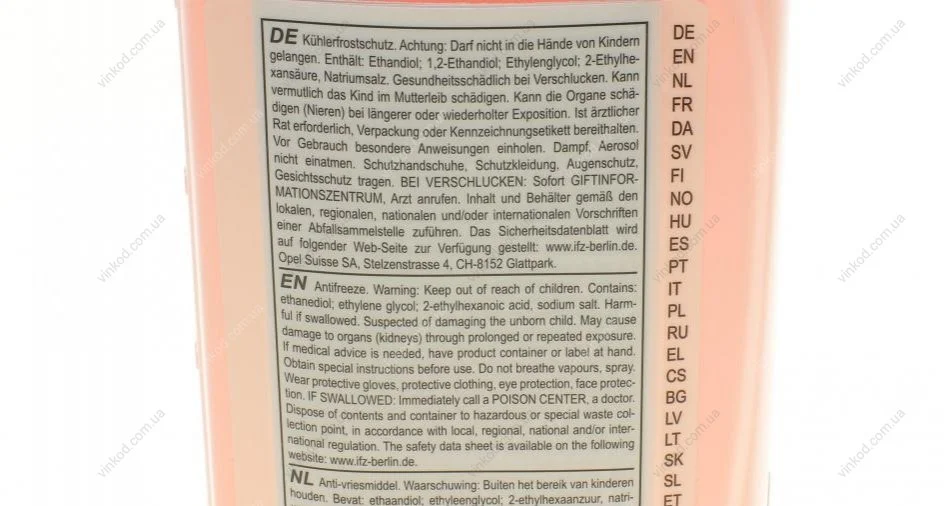 DE Kühlerfrostschutz. Achtung: Darf nicht in die Hände von Kindern
gelangen. Enthält: Ethandiol; 1,2-Ethandiol; Ethylenglycol; 2-Ethylhe-
xansäure, Natriumsalz. Gesundheitsschädlich bei Verschlucken. Kann
vermutlich das Kind im Mutterleib schädigen. Kann die Organe schä-
digen (Nieren) bei längerer oder wiederholter Exposition. Ist ärztlicher
Rat erforderlich, Verpackung oder Kennzeichnungsetikett bereithalten.
Vor Gebrauch besondere Anweisungen einholen. Dampf, Aerosol
nicht einatmen. Schutzhandschuhe, Schutzkleidung, Augenschutz,
Gesichtsschutz tragen. BEI VERSCHLUCKEN: Sofort GIFTINFOR-
MATIONSZENTRUM, Arzt anrufen. Inhalt und Behälter gemäß den
lokalen, regionalen, nationalen und/oder internationalen Vorschriften
einer Abfallsammelstelle zuführen. Das Sicherheitsdatenblatt wird
auf folgender Web-Seite zur Verfügung gestellt: www.ifz-berlin.de.
Opel Suisse SA, Stelzenstrasse 4, CH-8152 Glattpark.
EN Antifreeze. Warning: Keep out of reach of children. Contains:
ethanediol; ethylene glycol; 2-ethylhexanoic acid, sodium salt. Harm-
ful if swallowed. Suspected of damaging the unborn child. May cause
damage to organs (kidneys) through prolonged or repeated exposure.
If medical advice is needed, have product container or label at hand.
Obtain special instructions before use. Do not breathe vapours, spray.
Wear protective gloves, protective clothing, eye protection, face protec-
tion. IF SWALLOWED: Immediately call a POISON CENTER, a doctor.
Dispose of contents and container to hazardous or special waste col-
lection point, in accordance with local, regional, national and/or inter-
national regulation. The safety data sheet is available on the following
website: www.ifz-berlin.de.
NL Anti-vriesmiddel. Waarschuwing: Buiten het bereik van kinderen
houden. Bevat: ethaandiol; ethyleenglycol; 2-ethylhexaanzuur, natri-
DE
EN
NL
FR
DA
SV
FI
NO
HU
ES
PT
IT
PL
RU
EL
CS
BG
LV
LT
SK
SL
ET
vinkod.com.ua